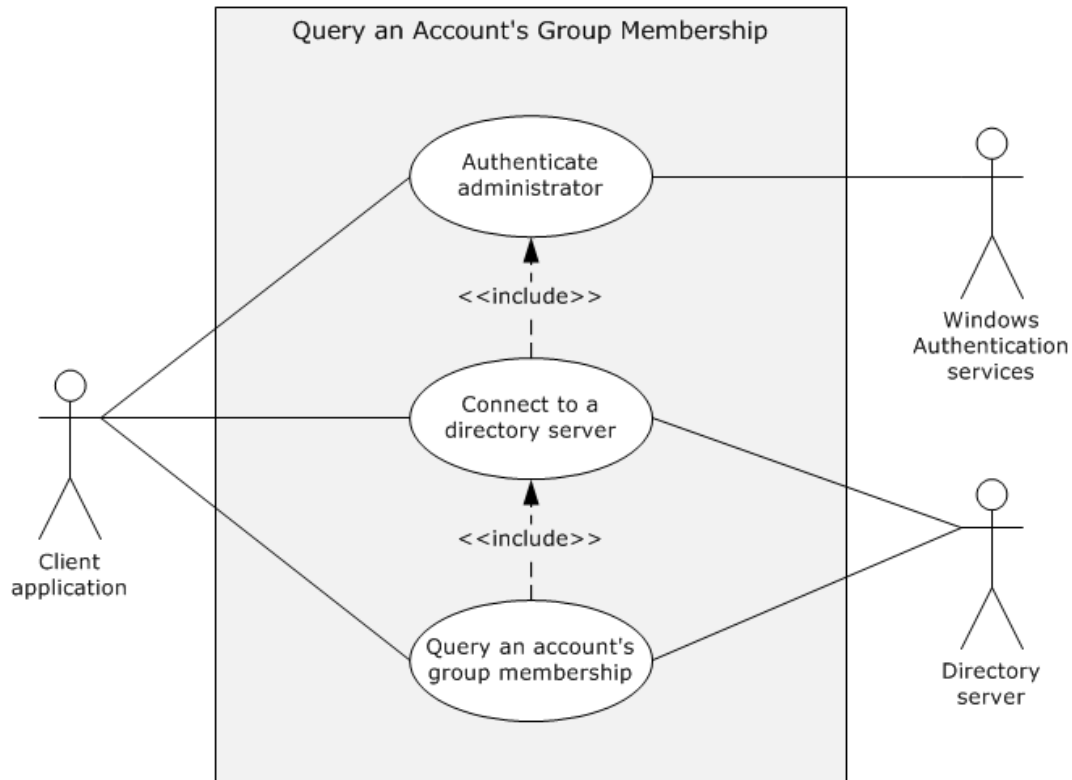 Query an Account's Group Membership
Authenticate
administrator
<<include>>
Windows
Authentication
services
Connect to a
directory server
<<include>>
Client
application
Query an account's
group membership
Directory
server